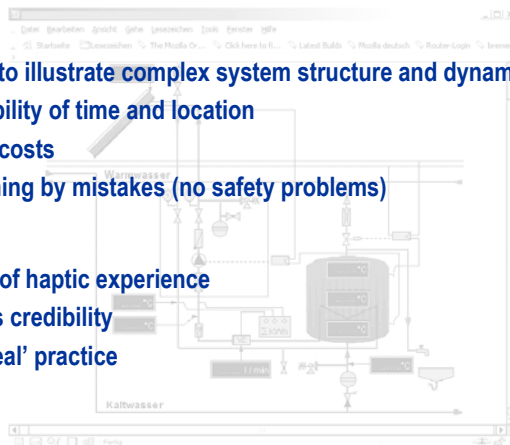 Datei Bearbeiten Ansicht Gehe Lesezeichen Tools Fenster Hilfe
Startseite Lesezeichen The Mozilla Or... Click here to fi... Latest Builds Mozilla deutsch Router-Login
to illustrate complex system structure and dynam
bility of time and location
costs
ning by mistakes (no safety problems)
Warmwasser
of haptic experience
s credibility
eal’ practice
°C
°C
°C
°C
°C
Σ kWh
l / min
°C
Kaltwasser
Fertig